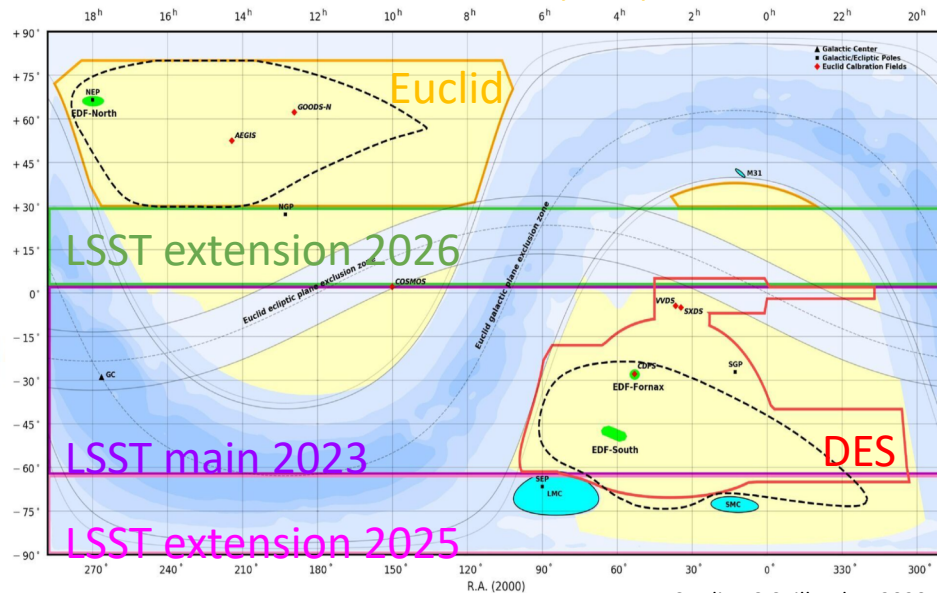 18h 16h 14h 12h 10h 8h 6h 4h 2h 0h 22h 20h
+90°
+75°
+60°
+45°
+30°
+15°
0°
−15°
−30°
−45°
−60°
−75°
−90°
▲ Galactic Center
▪ Galactic/Ecliptic Poles
♦ Euclid Calbration Fields
Euclid
NEP
EDF-North
GOODS-N
AEGIS
M31
NGP
LSST extension 2026
Euclid ecliptic plane exclusion zone
Euclid galactic plane exclusion zone
COSMOS
VVDS
SXDS
GC
CDFS
SGP
EDF-Fornax
EDF-South
LSST main 2023
DES
SEP
LMC
SMC
LSST extension 2025
270° 240° 210° 180° 150° 120° 90° 60° 30° 0° 330° 300°
R.A. (2000)